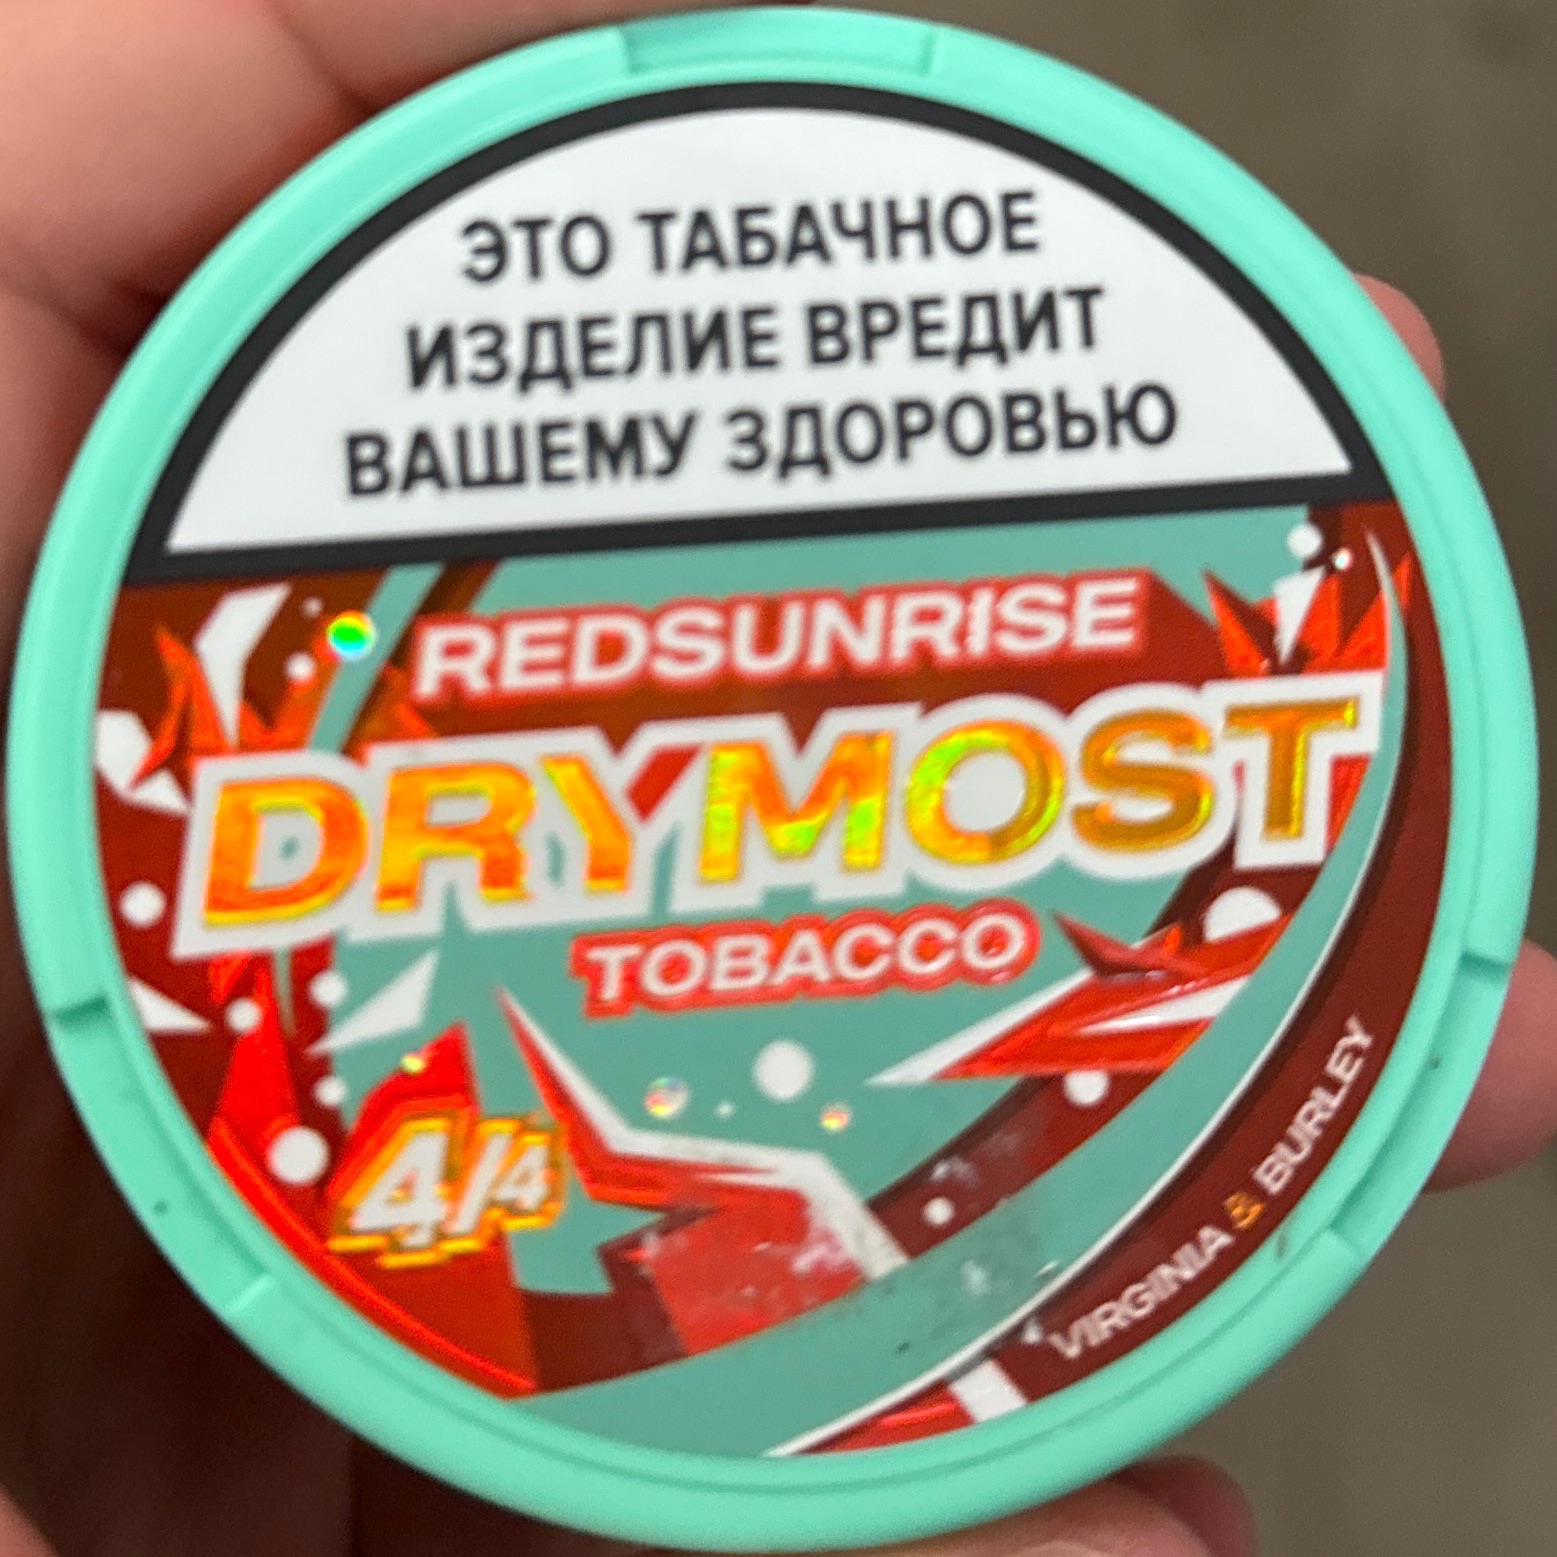 ЭТО ТАБАЧНОЕ
ИЗДЕЛИЕ ВРЕДИТ
ВАШЕМУ ЗДОРОВЬЮ
REDSUNRISE
DRYMOST
TOBACCO
4/4
VIRGINIA & BURLEY